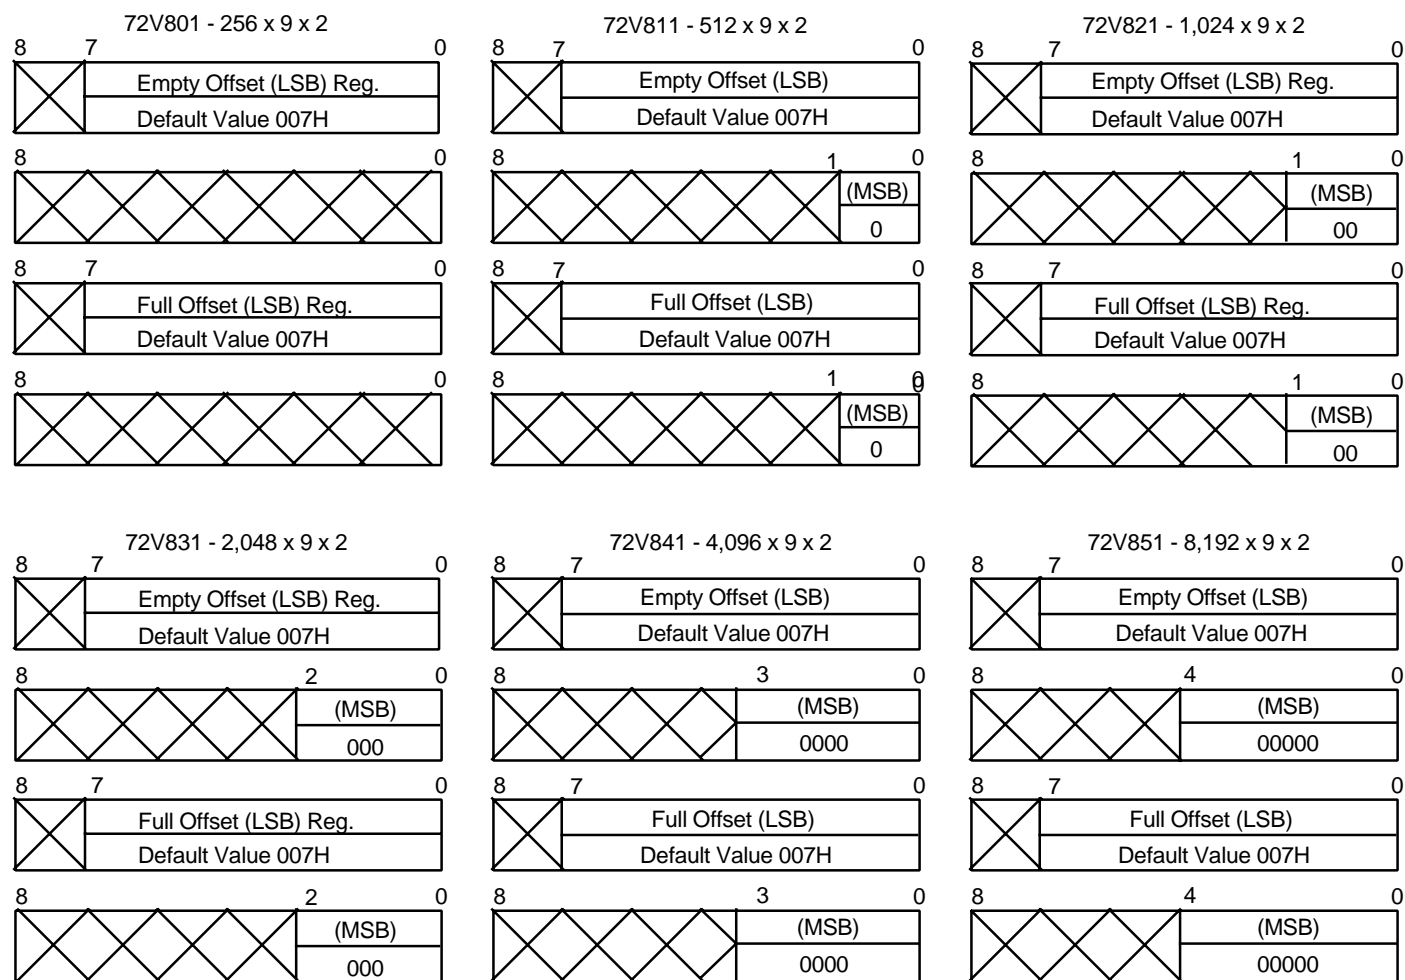 72V801 - 256 x 9 x 2
8 7 0
Empty Offset (LSB) Reg.
Default Value 007H
8 0
8 7 0
Full Offset (LSB) Reg.
Default Value 007H
8 0
72V811 - 512 x 9 x 2
8 7 0
Empty Offset (LSB)
Default Value 007H
8 1 0
(MSB)
0
8 7 0
Full Offset (LSB)
Default Value 007H
8 1 0
0
(MSB)
0
72V821 - 1,024 x 9 x 2
8 7 0
Empty Offset (LSB) Reg.
Default Value 007H
8 1 0
(MSB)
00
8 7 0
Full Offset (LSB) Reg.
Default Value 007H
8 1 0
(MSB)
00
72V831 - 2,048 x 9 x 2
8 7 0
Empty Offset (LSB) Reg.
Default Value 007H
8 2 0
(MSB)
000
8 7 0
Full Offset (LSB) Reg.
Default Value 007H
8 2 0
(MSB)
000
72V841 - 4,096 x 9 x 2
8 7 0
Empty Offset (LSB)
Default Value 007H
8 3 0
(MSB)
0000
8 7 0
Full Offset (LSB)
Default Value 007H
8 3 0
(MSB)
0000
72V851 - 8,192 x 9 x 2
8 7 0
Empty Offset (LSB)
Default Value 007H
8 4 0
(MSB)
00000
8 7 0
Full Offset (LSB)
Default Value 007H
8 4 0
(MSB)
00000